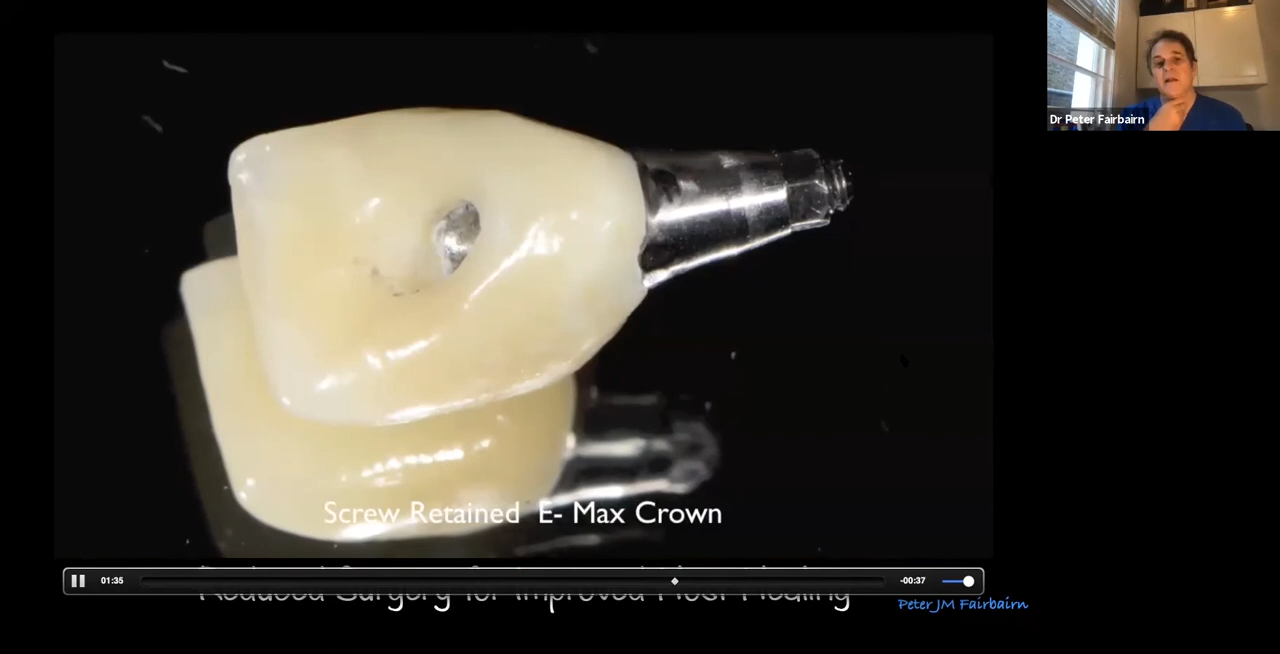 Dr Peter Fairbairn
Screw Retained E- Max Crown
01:35
-00:37
Reduced Surgery for Improved Host Healing
Peter JM Fairbairn